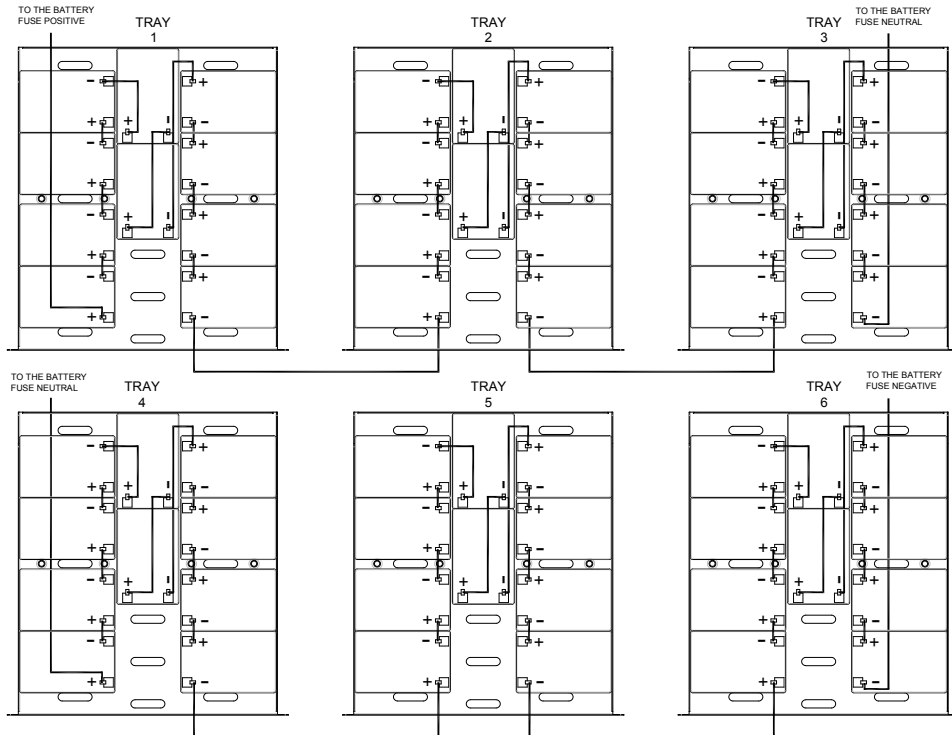 TO THE BATTERY
FUSE POSITIVE
TRAY
1
- +
+ + - -
- +
+ -
- + - +
+ -
- +
+ -
TRAY
2
- +
+ + - -
- +
+ -
- + - +
+ -
- +
+ -
TO THE BATTERY
FUSE NEUTRAL
TRAY
3
- +
+ + - -
- +
+ -
- + - +
+ -
- +
+ -
TO THE BATTERY
FUSE NEUTRAL
TRAY
4
- +
+ + - -
- +
+ -
- + - +
+ -
- +
+ -
TRAY
5
- +
+ + - -
- +
+ -
- + - +
+ -
- +
+ -
TO THE BATTERY
FUSE NEGATIVE
TRAY
6
- +
+ + - -
- +
+ -
- + - +
+ -
- +
+ -